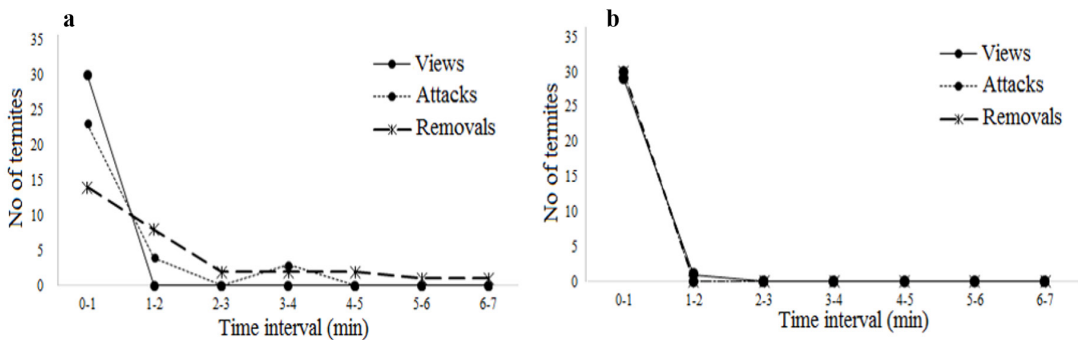 a
No of termites
35
30
25
20
15
10
5
0
Views
Attacks
Removals
0-1 1-2 2-3 3-4 4-5 5-6 6-7
Time interval (min)
b
No of termites
35
30
25
20
15
10
5
0
Views
Attacks
Removals
0-1 1-2 2-3 3-4 4-5 5-6 6-7
Time interval (min)